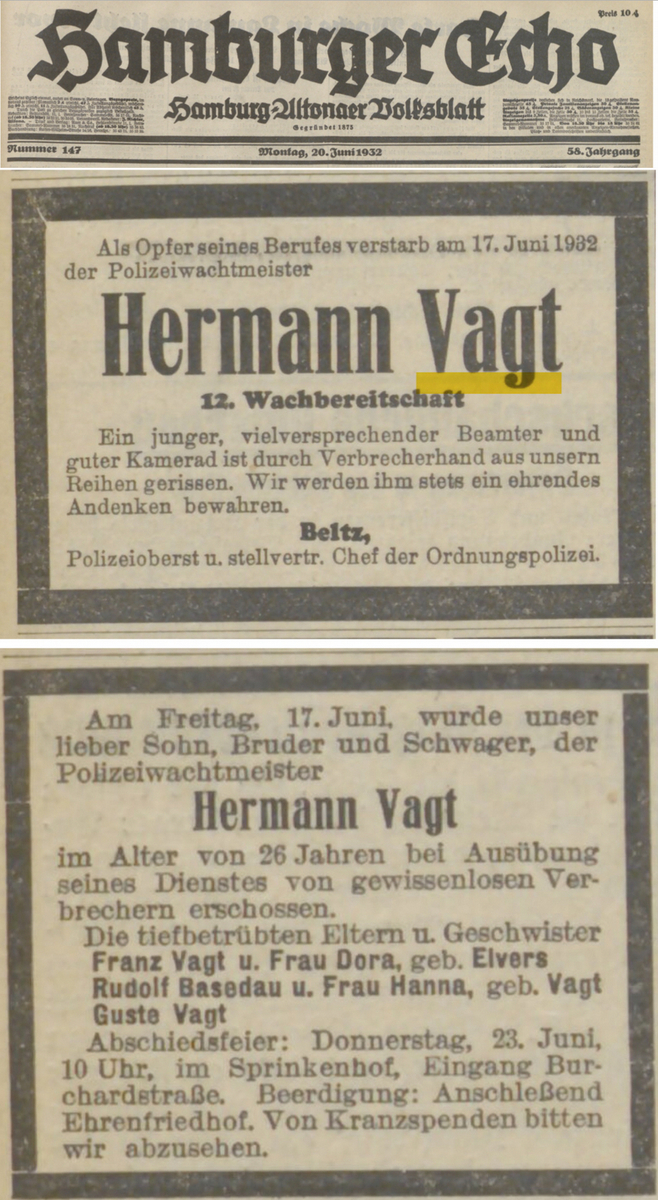 Preis 10 ₰
Hamburger Echo
Hamburg-Altonaer Volksblatt
Gegründet 1875
Nummer 147
Montag, 20. Juni 1932
58. Jahrgang
Als Opfer seines Berufes verstarb am 17. Juni 1932
der Polizeiwachtmeister
Hermann Vagt
12. Wachbereitschaft
Ein junger, vielversprechender Beamter und
guter Kamerad ist durch Verbrecherhand aus unsern
Reihen gerissen. Wir werden ihm stets ein ehrendes
Andenken bewahren.
Beltz,
Polizeioberst u. stellvertr. Chef der Ordnungspolizei.
Am Freitag, 17. Juni, wurde unser
lieber Sohn, Bruder und Schwager, der
Polizeiwachtmeister
Hermann Vagt
im Alter von 26 Jahren bei Ausübung
seines Dienstes von gewissenlosen Ver-
brechern erschossen.
Die tiefbetrübten Eltern u. Geschwister
Franz Vagt u. Frau Dora, geb. Elvers
Rudolf Basedau u. Frau Hanna, geb. Vagt
Guste Vagt
Abschiedsfeier: Donnerstag, 23. Juni,
10 Uhr, im Sprinkenhof, Eingang Bur-
chardstraße. Beerdigung: Anschließend
Ehrenfriedhof. Von Kranzspenden bitten
wir abzusehen.